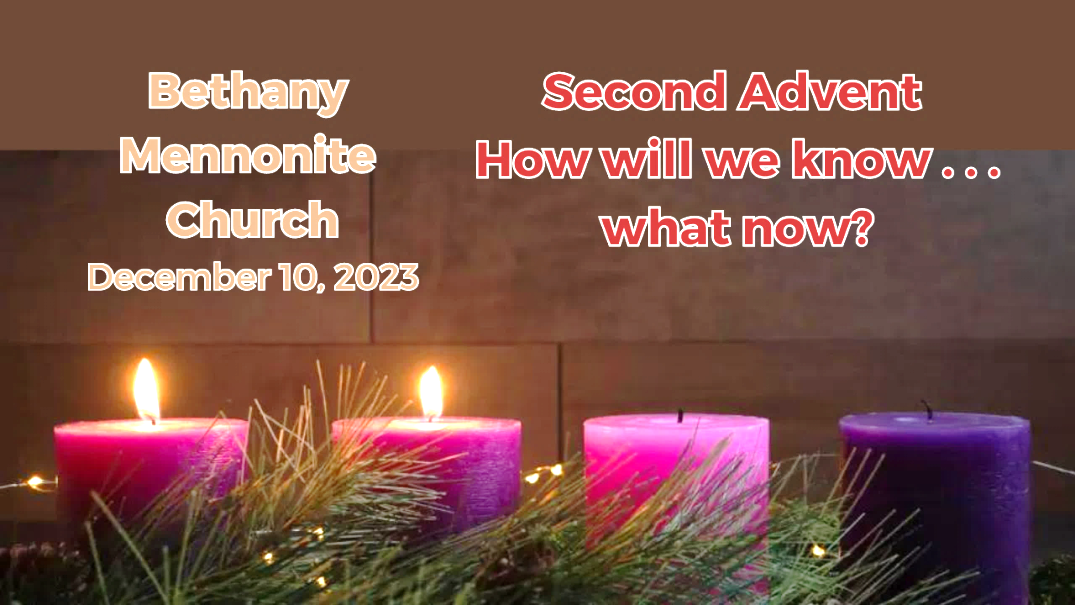 Bethany
Mennonite
Church
December 10, 2023
Second Advent
How will we know . . .
what now?